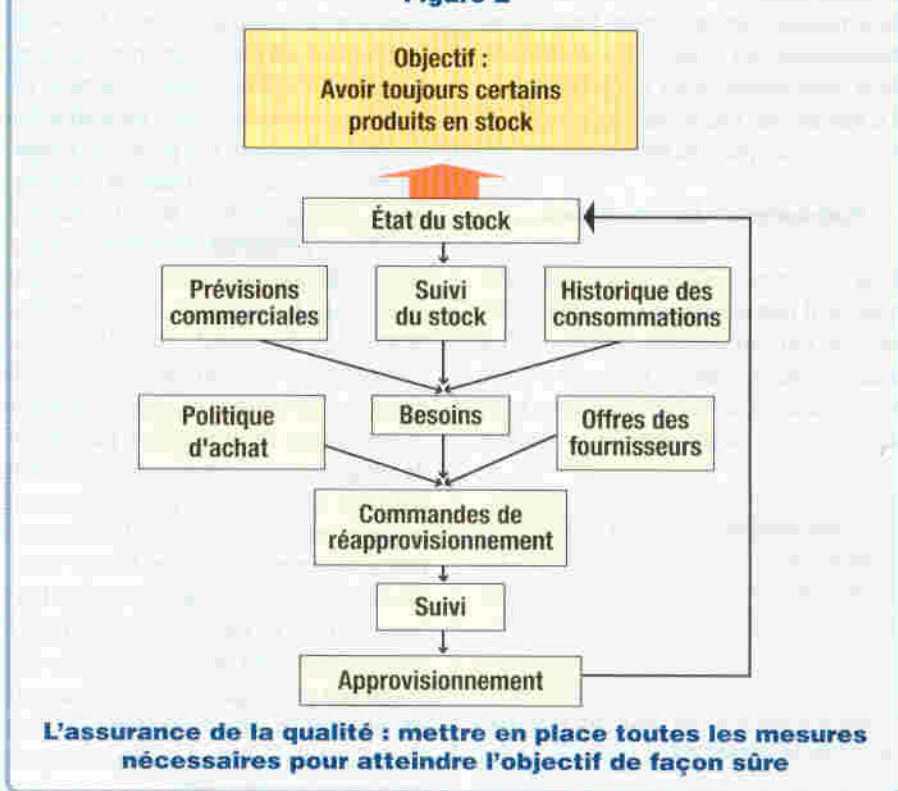 Figure 2
Objectif :
Avoir toujours certains
produits en stock
État du stock
Prévisions
commerciales
Suivi
du stock
Historique des
consommations
Politique
d'achat
Besoins
Offres des
fournisseurs
Commandes de
réapprovisionnement
Suivi
Approvisionnement
L'assurance de la qualité : mettre en place toutes les mesures
nécessaires pour atteindre l'objectif de façon sûre